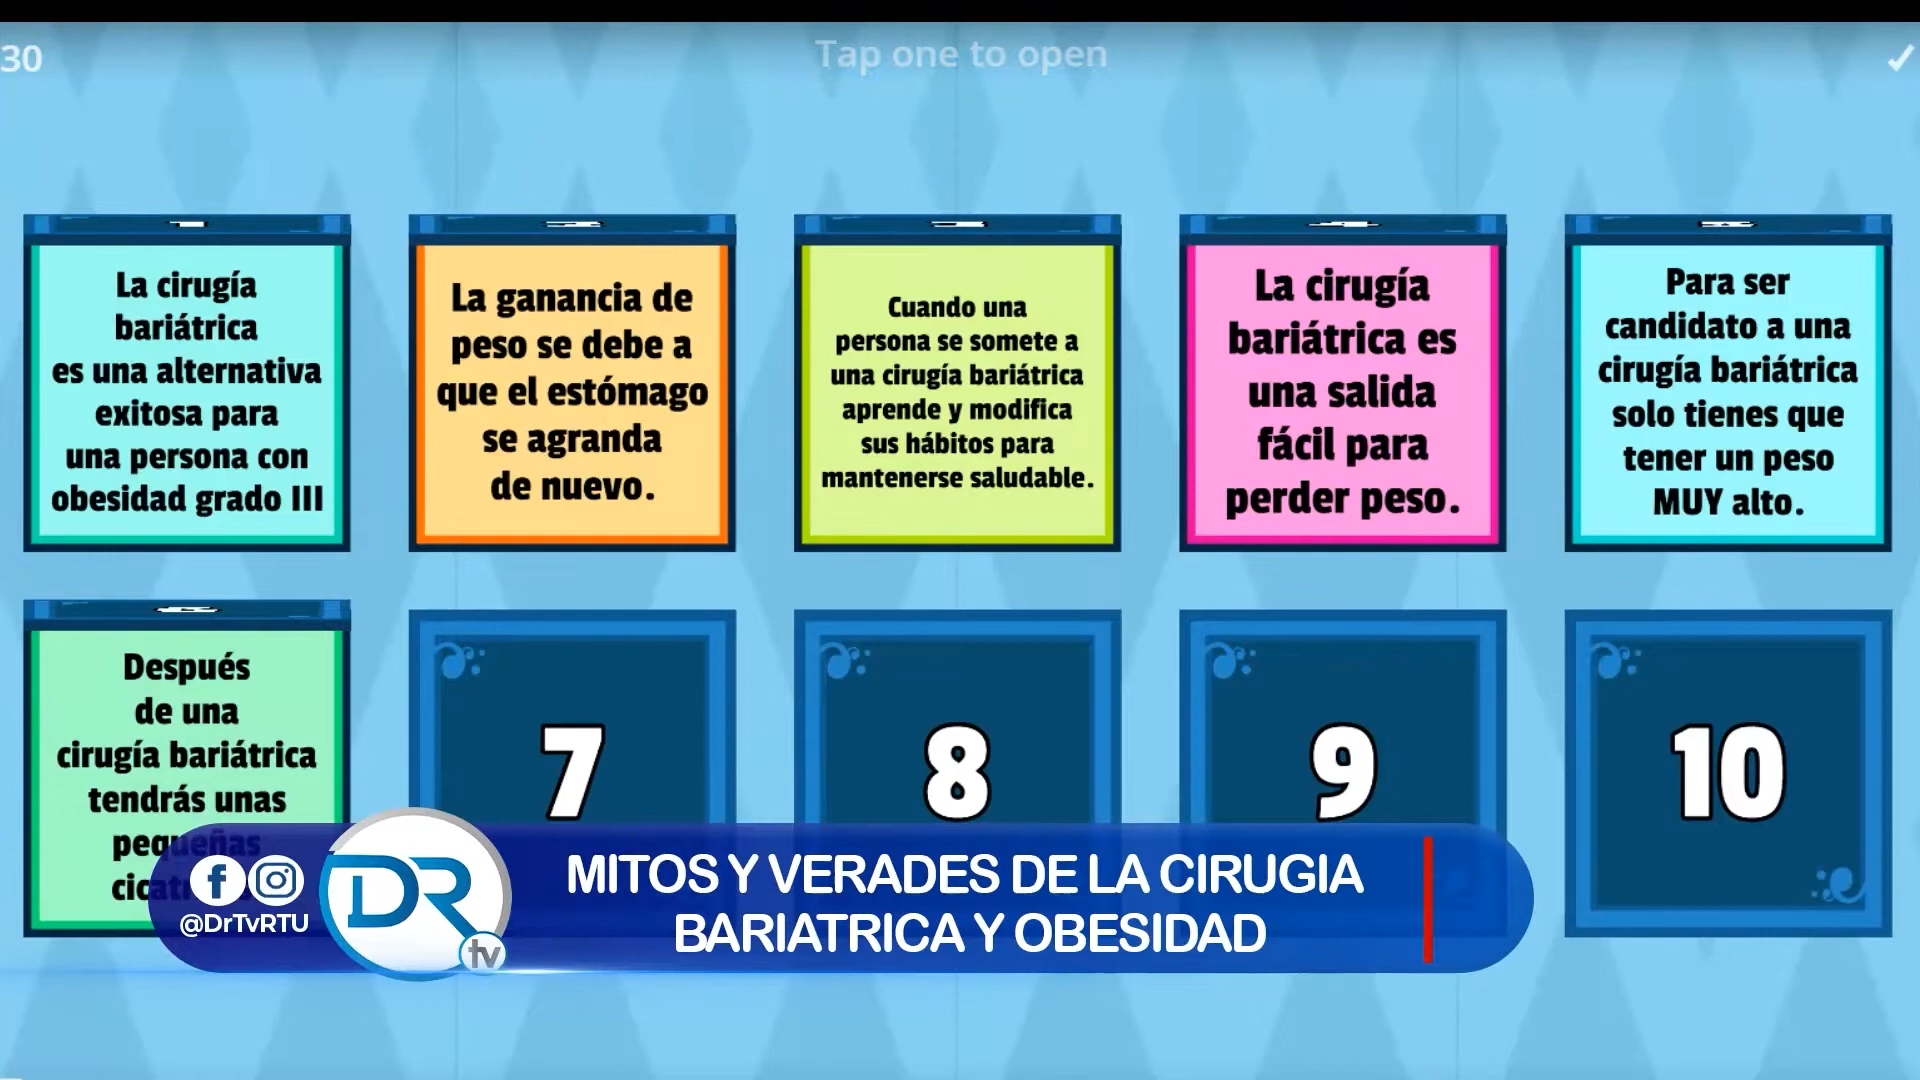 30
Tap one to open
La cirugía
bariátrica
es una alternativa
exitosa para
una persona con
obesidad grado III
La ganancia de
peso se debe a
que el estómago
se agranda
de nuevo.
Cuando una
persona se somete a
una cirugía bariátrica
aprende y modifica
sus hábitos para
mantenerse saludable.
La cirugía
bariátrica es
una salida
fácil para
perder peso.
Para ser
candidato a una
cirugía bariátrica
solo tienes que
tener un peso
MUY alto.
Después
de una
cirugía bariátrica
tendrás unas
pequeñas
7
8
9
10
@DrTvRTU
DR
tv
MITOS Y VERADES DE LA CIRUGIA
BARIATRICA Y OBESIDAD